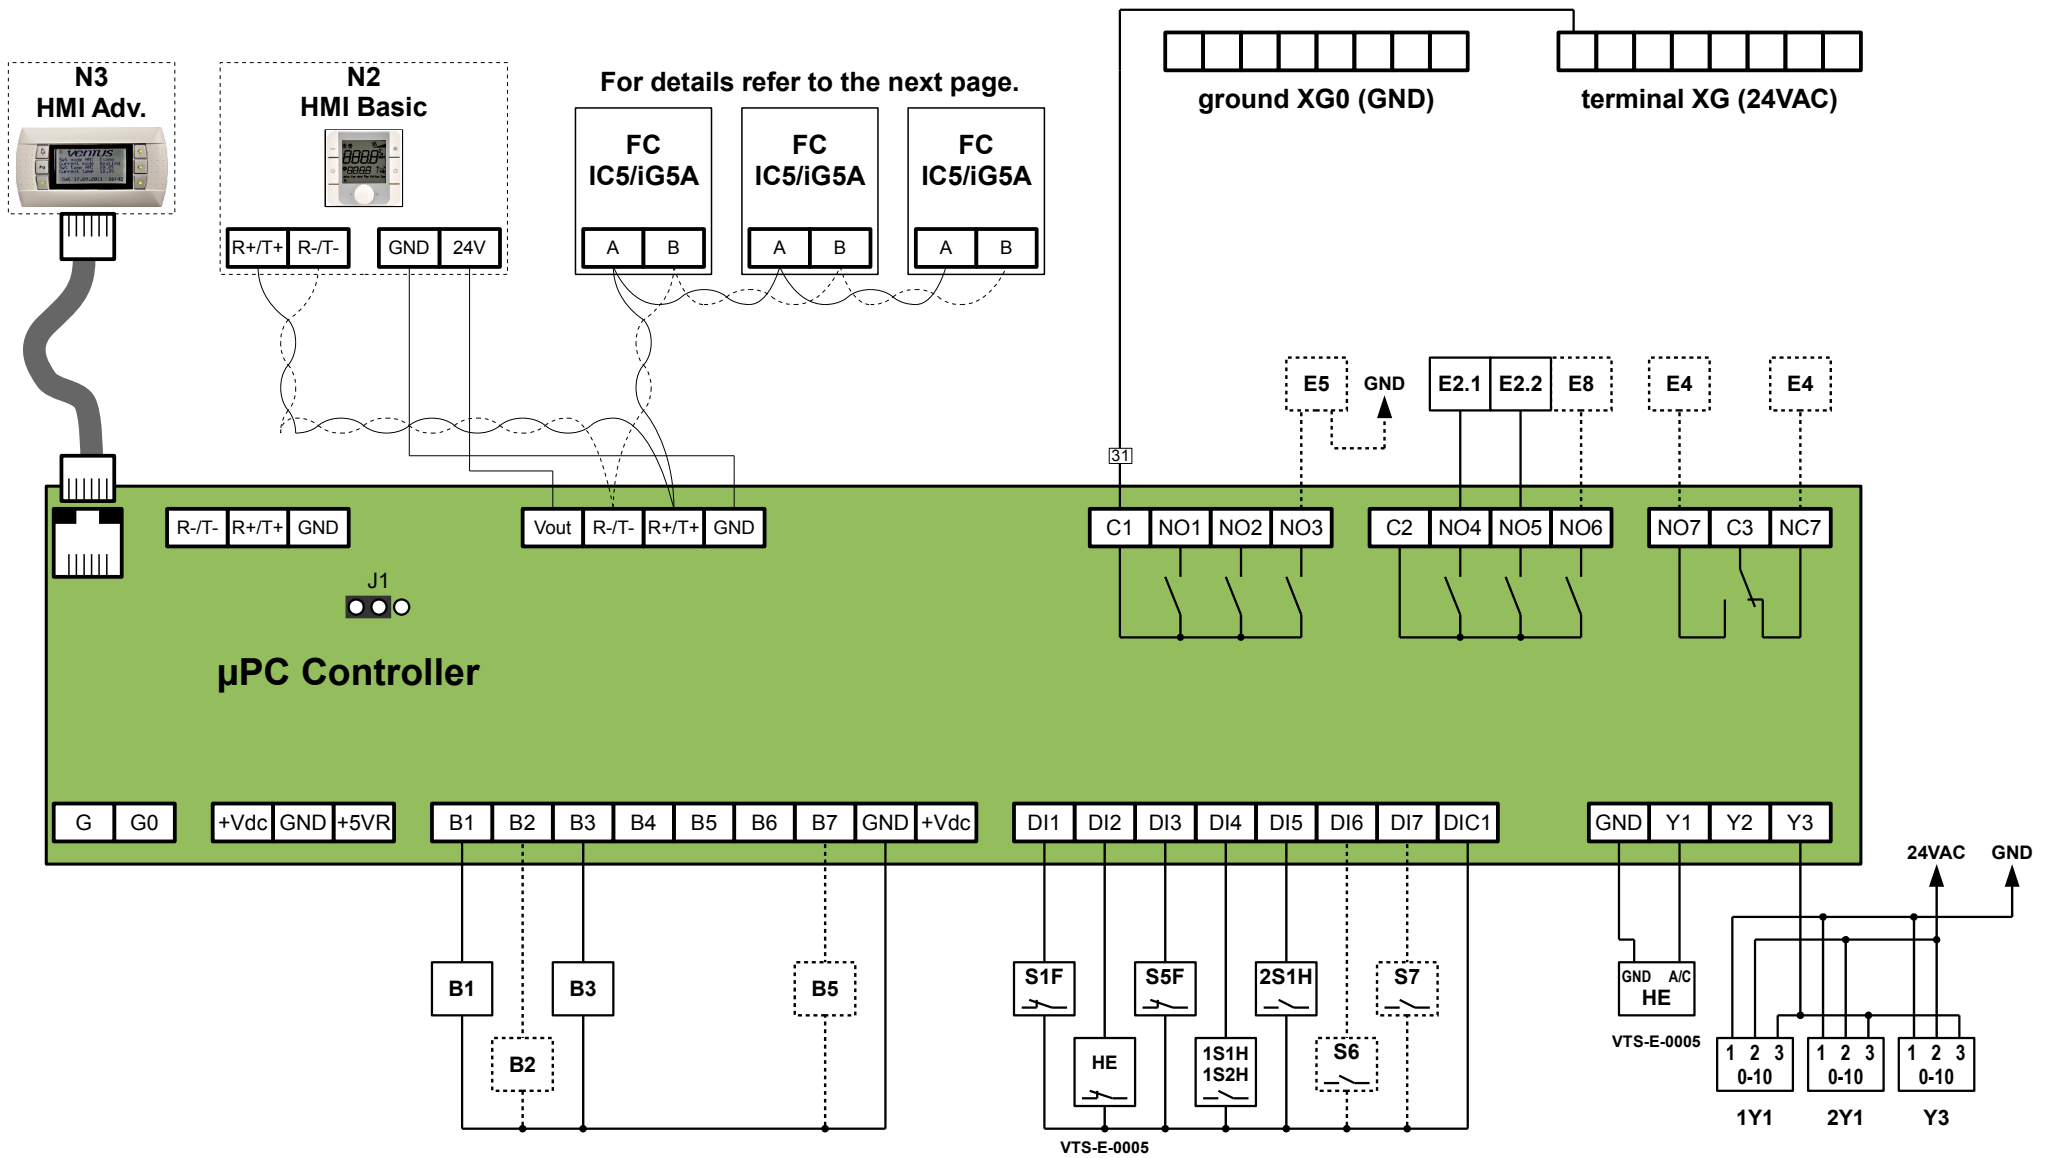 N3
HMI Adv.
N2
HMI Basic
For details refer to the next page.
ground XG0 (GND)
terminal XG (24VAC)
VENTUS
FC
IC5/iG5A
FC
IC5/iG5A
FC
IC5/iG5A
R+/T+ R-/T- GND 24V
A B A B A B
E5 GND E2.1 E2.2 E8 E4 E4
31
R-/T- R+/T+ GND Vout R-/T- R+/T+ GND C1 NO1 NO2 NO3 C2 NO4 NO5 NO6 NO7 C3 NC7
J1
µPC Controller
G G0 +Vdc GND +5VR B1 B2 B3 B4 B5 B6 B7 GND +Vdc DI1 DI2 DI3 DI4 DI5 DI6 DI7 DIC1 GND Y1 Y2 Y3
24VAC GND
B1 B3 B5 S1F S5F 2S1H S7
GND A/C
HE
VTS-E-0005
B2
HE
1S1H
1S2H
S6
1 2 3
0-10
1 2 3
0-10
1 2 3
0-10
1Y1 2Y1 Y3
VTS-E-0005